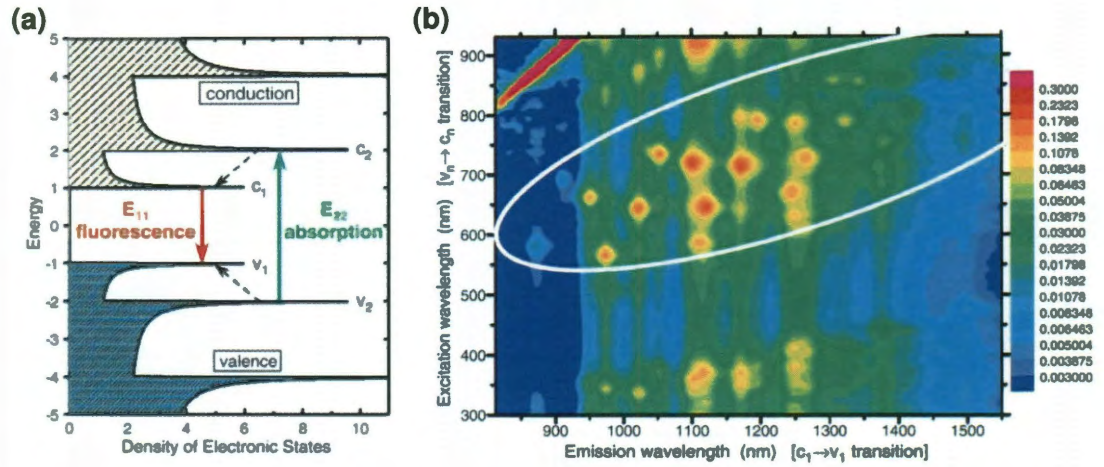 (a)
5
4
3
2
1
0
-1
-2
-3
-4
-5
Energy
conduction
C2
C1
E11
fluorescence
E22
absorption
V1
V2
valence
0 2 4 6 8 10
Density of Electronic States
(b)
900
800
700
600
500
400
300
Excitation wavelength (nm) [vn→ cn transition]
900 1000 1100 1200 1300 1400 1500
Emission wavelength (nm) [c1→v1 transition]
0.3000
0.2323
0.1798
0.1392
0.1078
0.08348
0.06463
0.05004
0.03875
0.03000
0.02323
0.01798
0.01392
0.01078
0.008348
0.006463
0.005004
0.003875
0.003000